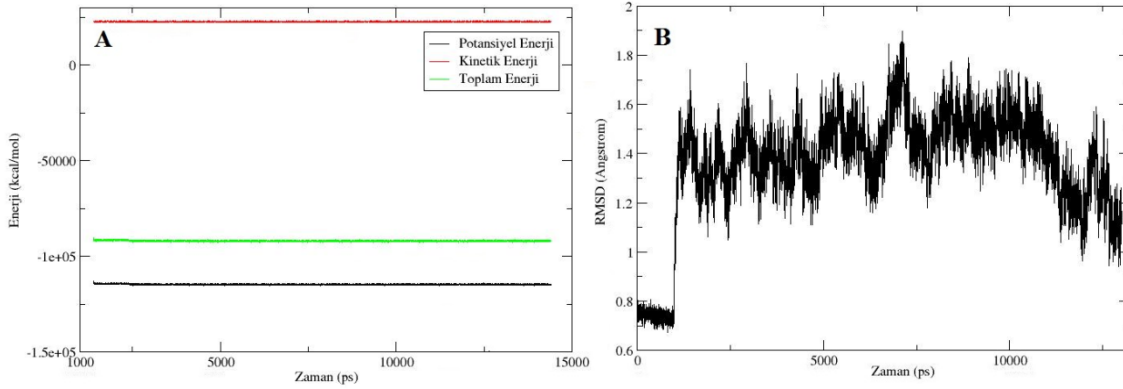 A
Potansiyel Enerji
Kinetik Enerji
Toplam Enerji
0
-50000
-1e+05
-1.5e+05
Enerji (kcal/mol)
1000
5000
10000
15000
Zaman (ps)
B
2
1.8
1.6
1.4
1.2
1
0.8
0.6
RMSD (Angstrom)
0
5000
10000
Zaman (ps)